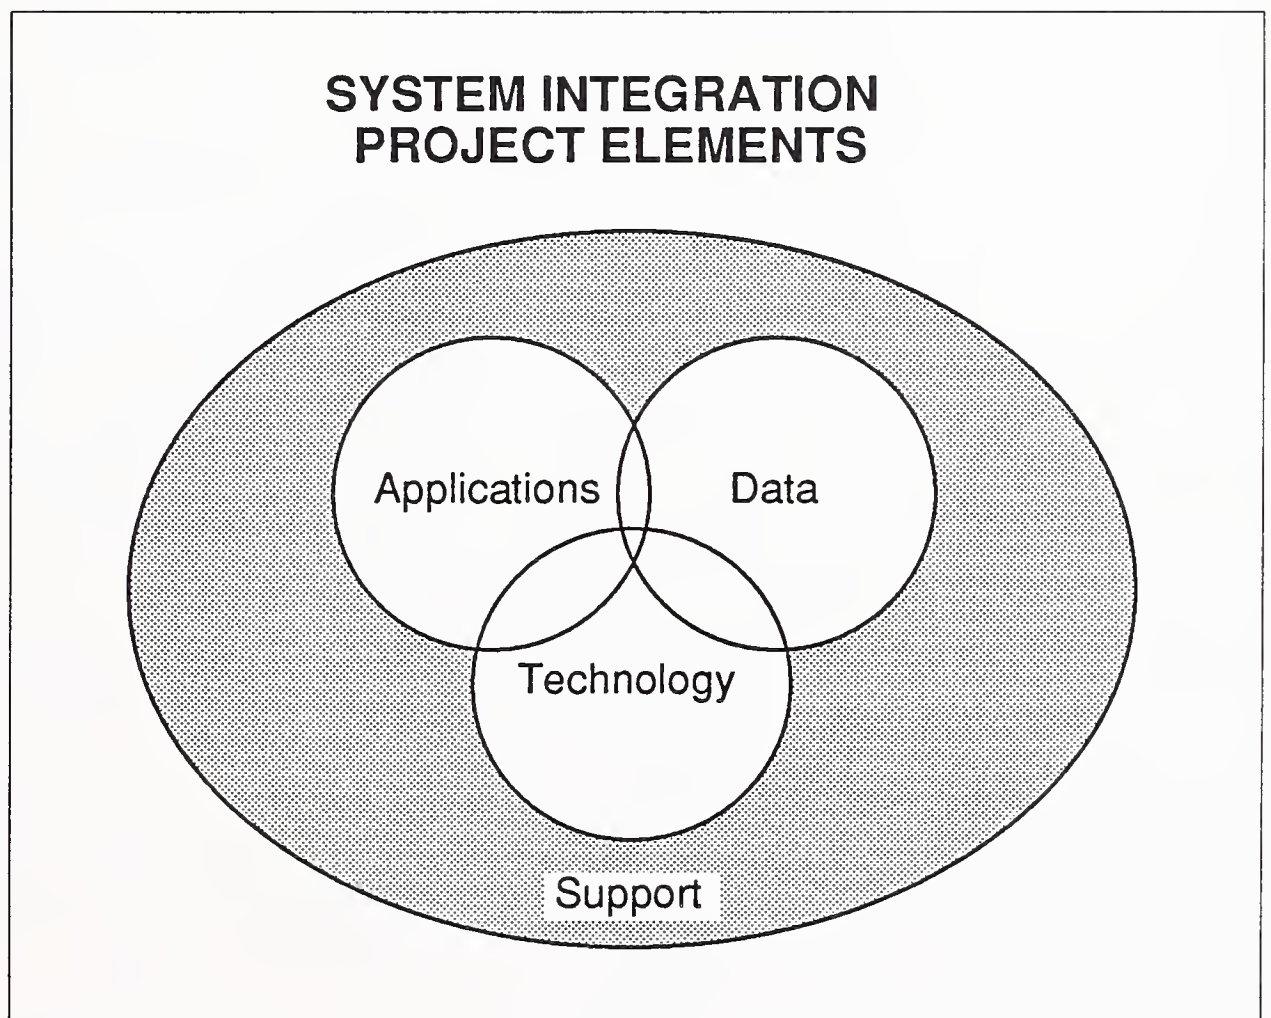 SYSTEM INTEGRATION
PROJECT ELEMENTS
Applications
Data
Technology
Support